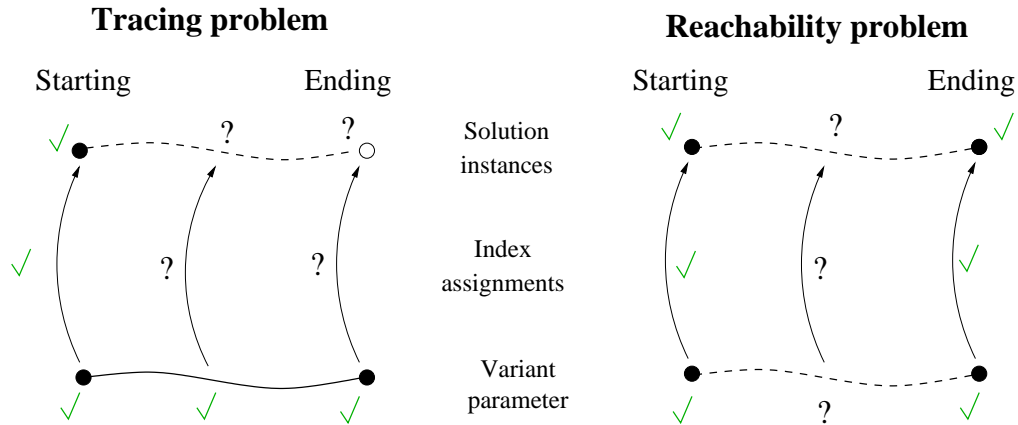 Tracing problem
Reachability problem
Starting
Ending
Starting
Ending
?
?
?
Solution
instances
?
?
?
Index
assignments
Variant
parameter
?